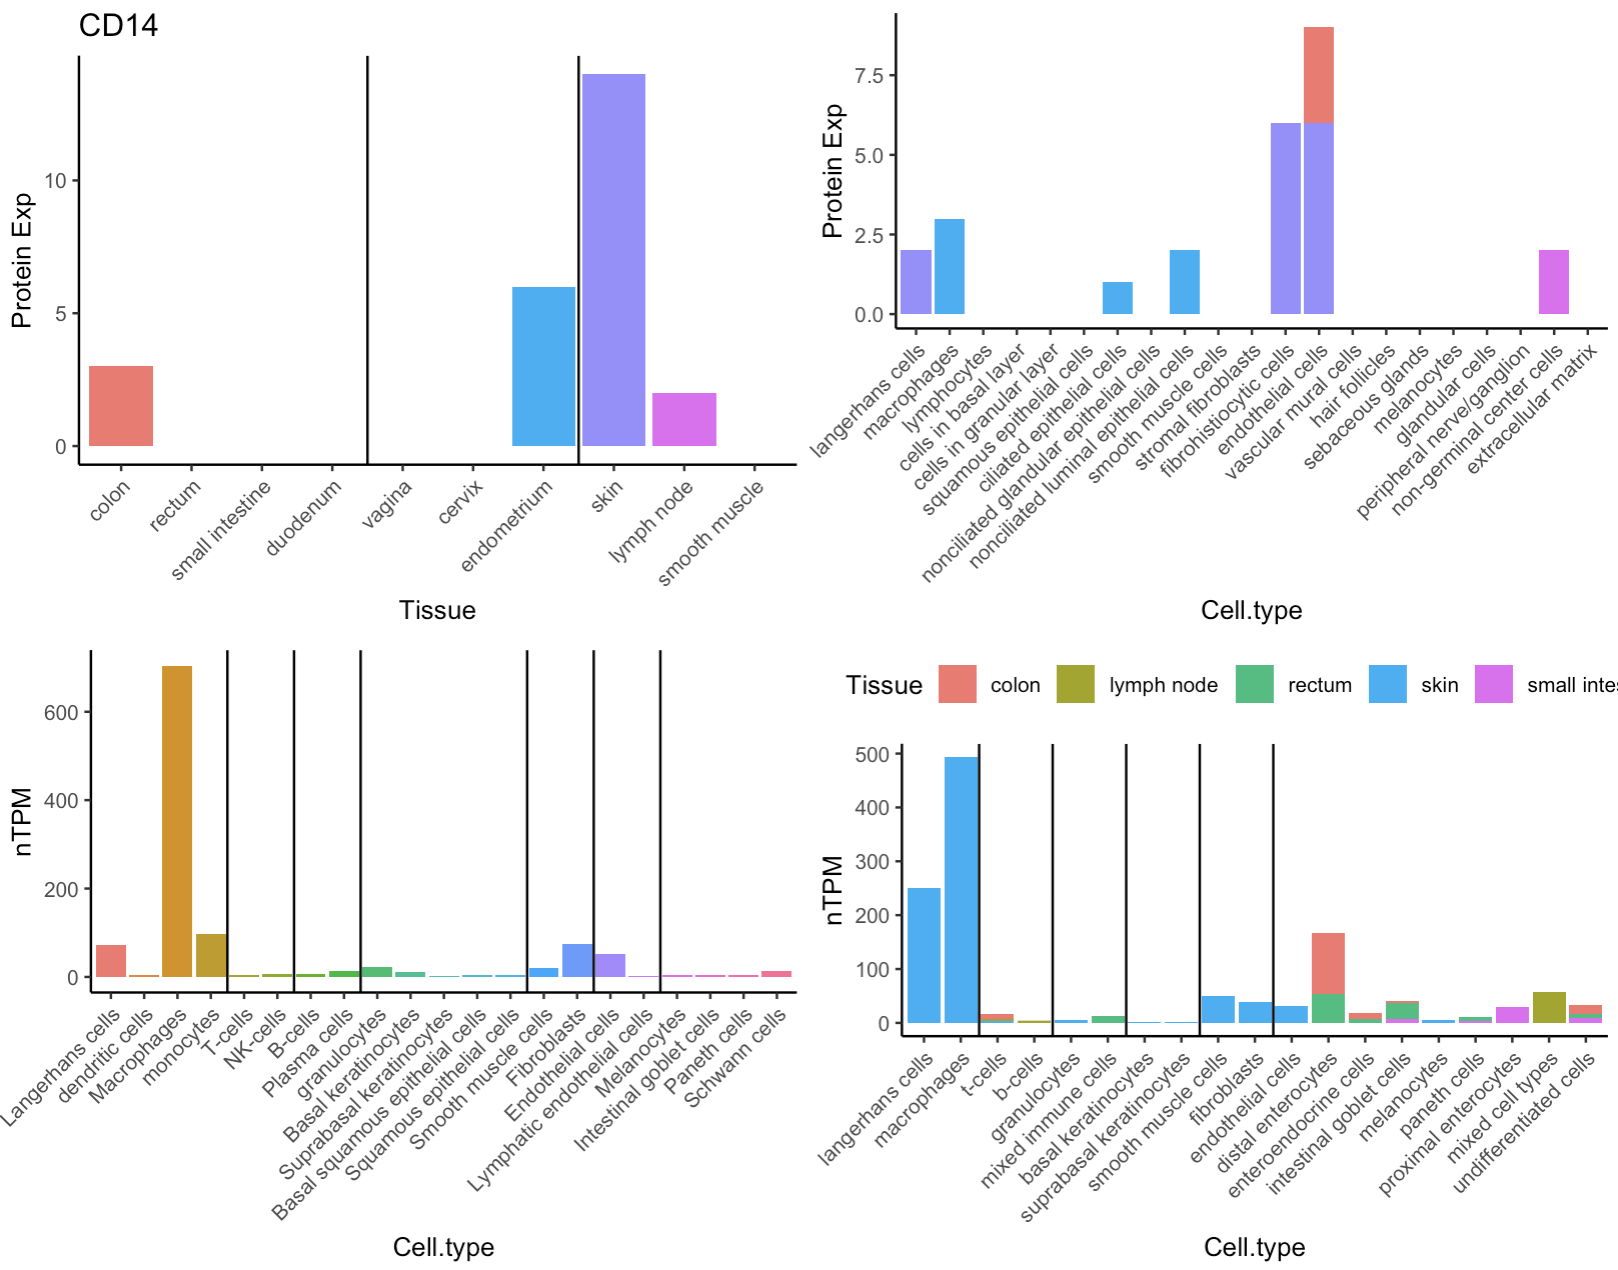 CD14
Protein Exp
10
5
0
colon
rectum
small intestine
duodenum
vagina
cervix
endometrium
skin
lymph node
smooth muscle
Tissue
Protein Exp
7.5
5.0
2.5
0.0
langerhans cells
macrophages
lymphocytes
cells in basal layer
cells in granular layer
squamous epithelial cells
ciliated epithelial cells
nonciliated glandular epithelial cells
nonciliated luminal epithelial cells
smooth muscle cells
stromal fibroblasts
fibrohistiocytic cells
endothelial cells
vascular mural cells
hair follicles
sebaceous glands
melanocytes
glandular cells
peripheral nerve/ganglion
non-germinal center cells
extracellular matrix
Cell.type
nTPM
600
400
200
0
Langerhans cells
dendritic cells
Macrophages
monocytes
T-cells
NK-cells
B-cells
Plasma cells
granulocytes
Basal keratinocytes
Suprabasal keratinocytes
Basal squamous epithelial cells
Squamous epithelial cells
Smooth muscle cells
Fibroblasts
Endothelial cells
Lymphatic endothelial cells
Melanocytes
Intestinal goblet cells
Paneth cells
Schwann cells
Cell.type
Tissue colon lymph node rectum skin small intes
nTPM
500
400
300
200
100
0
langerhans cells
macrophages
t-cells
b-cells
granulocytes
mixed immune cells
basal keratinocytes
suprabasal keratinocytes
smooth muscle cells
fibroblasts
endothelial cells
distal enterocytes
enteroendocrine cells
intestinal goblet cells
melanocytes
paneth cells
proximal enterocytes
mixed cell types
undifferentiated cells
Cell.type